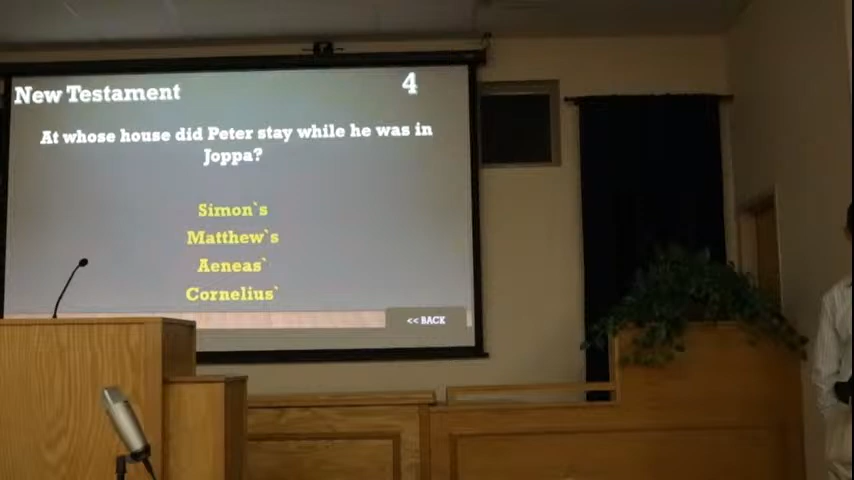 New Testament
4
At whose house did Peter stay while he was in
Joppa?
Simon`s
Matthew`s
Aeneas`
Cornelius`
<< BACK